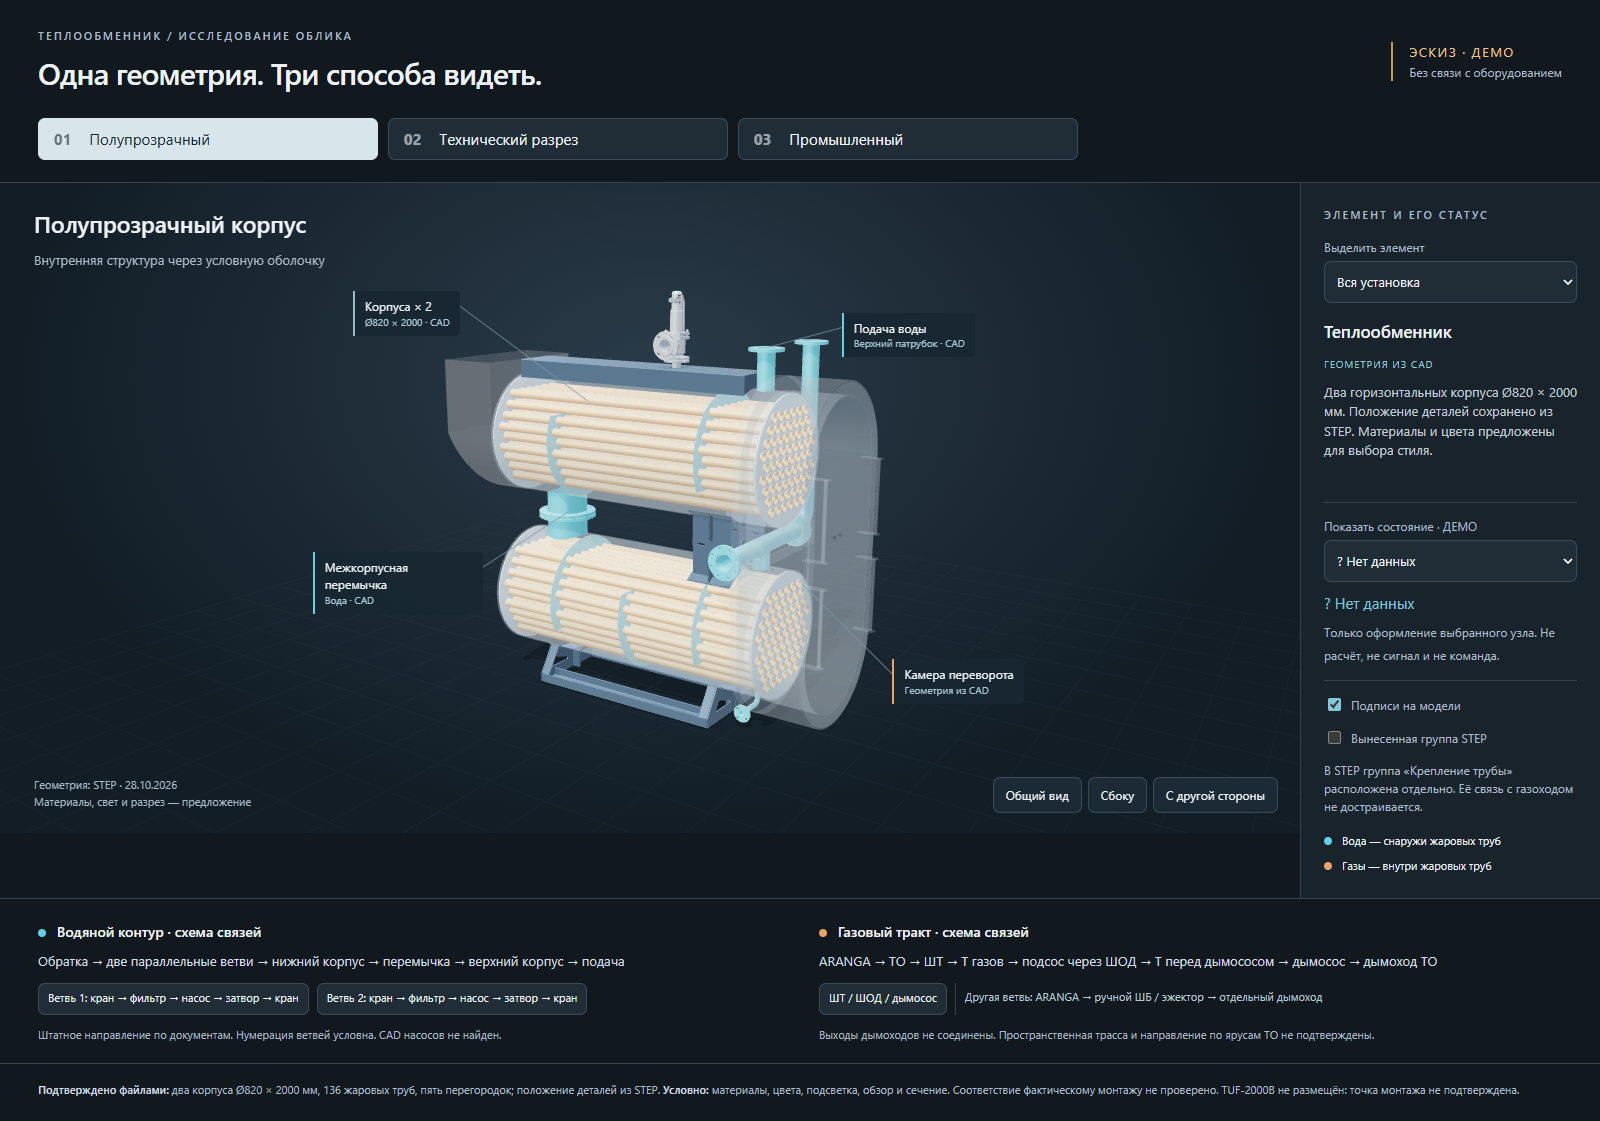 ТЕПЛООБМЕННИК / ИССЛЕДОВАНИЕ ОБЛИКА
Одна геометрия. Три способа видеть.
ЭСКИЗ · ДЕМО
Без связи с оборудованием
01 Полупрозрачный
02 Технический разрез
03 Промышленный
Полупрозрачный корпус
Внутренняя структура через условную оболочку
Корпуса × 2
Ø820 × 2000 · CAD
Подача воды
Верхний патрубок · CAD
Межкорпусная
перемычка
Вода · CAD
Камера переворота
Геометрия из CAD
Геометрия: STEP · 28.10.2026
Материалы, свет и разрез — предложение
Общий вид
Сбоку
С другой стороны
ЭЛЕМЕНТ И ЕГО СТАТУС
Выделить элемент
Вся установка
Теплообменник
ГЕОМЕТРИЯ ИЗ CAD
Два горизонтальных корпуса Ø820 × 2000
мм. Положение деталей сохранено из
STEP. Материалы и цвета предложены
для выбора стиля.
Показать состояние · ДЕМО
? Нет данных
? Нет данных
Только оформление выбранного узла. Не
расчёт, не сигнал и не команда.
Подписи на модели
Вынесенная группа STEP
В STEP группа «Крепление трубы»
расположена отдельно. Её связь с газоходом
не достраивается.
Вода — снаружи жаровых труб
Газы — внутри жаровых труб
Водяной контур · схема связей
Обратка → две параллельные ветви → нижний корпус → перемычка → верхний корпус → подача
Ветвь 1: кран → фильтр → насос → затвор → кран
Ветвь 2: кран → фильтр → насос → затвор → кран
Штатное направление по документам. Нумерация ветвей условна. CAD насосов не найден.
Газовый тракт · схема связей
ARANGA → ТО → ШТ → Т газов → подсос через ШОД → Т перед дымососом → дымосос → дымоход ТО
ШТ / ШОД / дымосос
Другая ветвь: ARANGA → ручной ШБ / эжектор → отдельный дымоход
Выходы дымоходов не соединены. Пространственная трасса и направление по ярусам ТО не подтверждены.
Подтверждено файлами: два корпуса Ø820 × 2000 мм, 136 жаровых труб, пять перегородок; положение деталей из STEP. Условно: материалы, цвета, подсветка, обзор и сечение. Соответствие фактическому монтажу не проверено. TUF-2000B не размещён: точка монтажа не подтверждена.